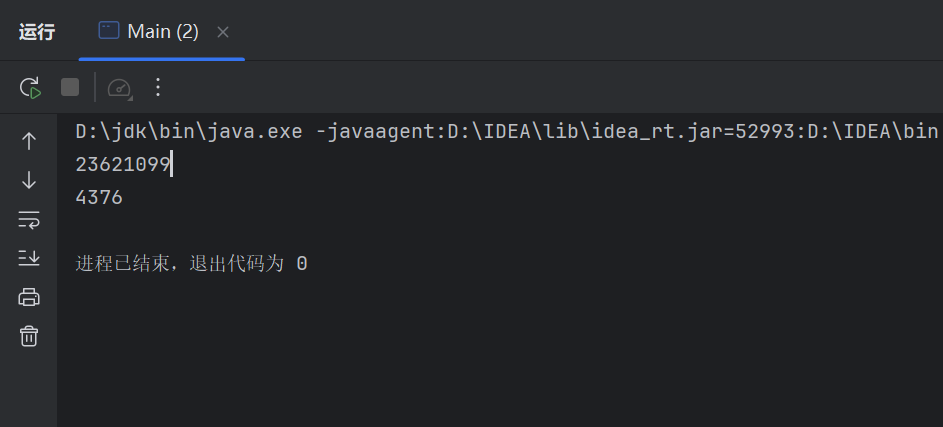 运行 Main (2)
D:\jdk\bin\java.exe -javaagent:D:\IDEA\lib\idea_rt.jar=52993:D:\IDEA\bin
23621099
4376
进程已结束，退出代码为 0